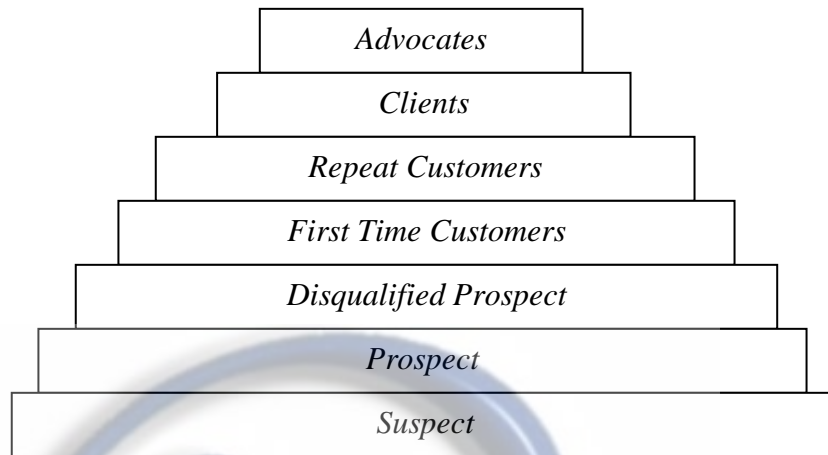 Advocates
Clients
Repeat Customers
First Time Customers
Disqualified Prospect
Prospect
Suspect